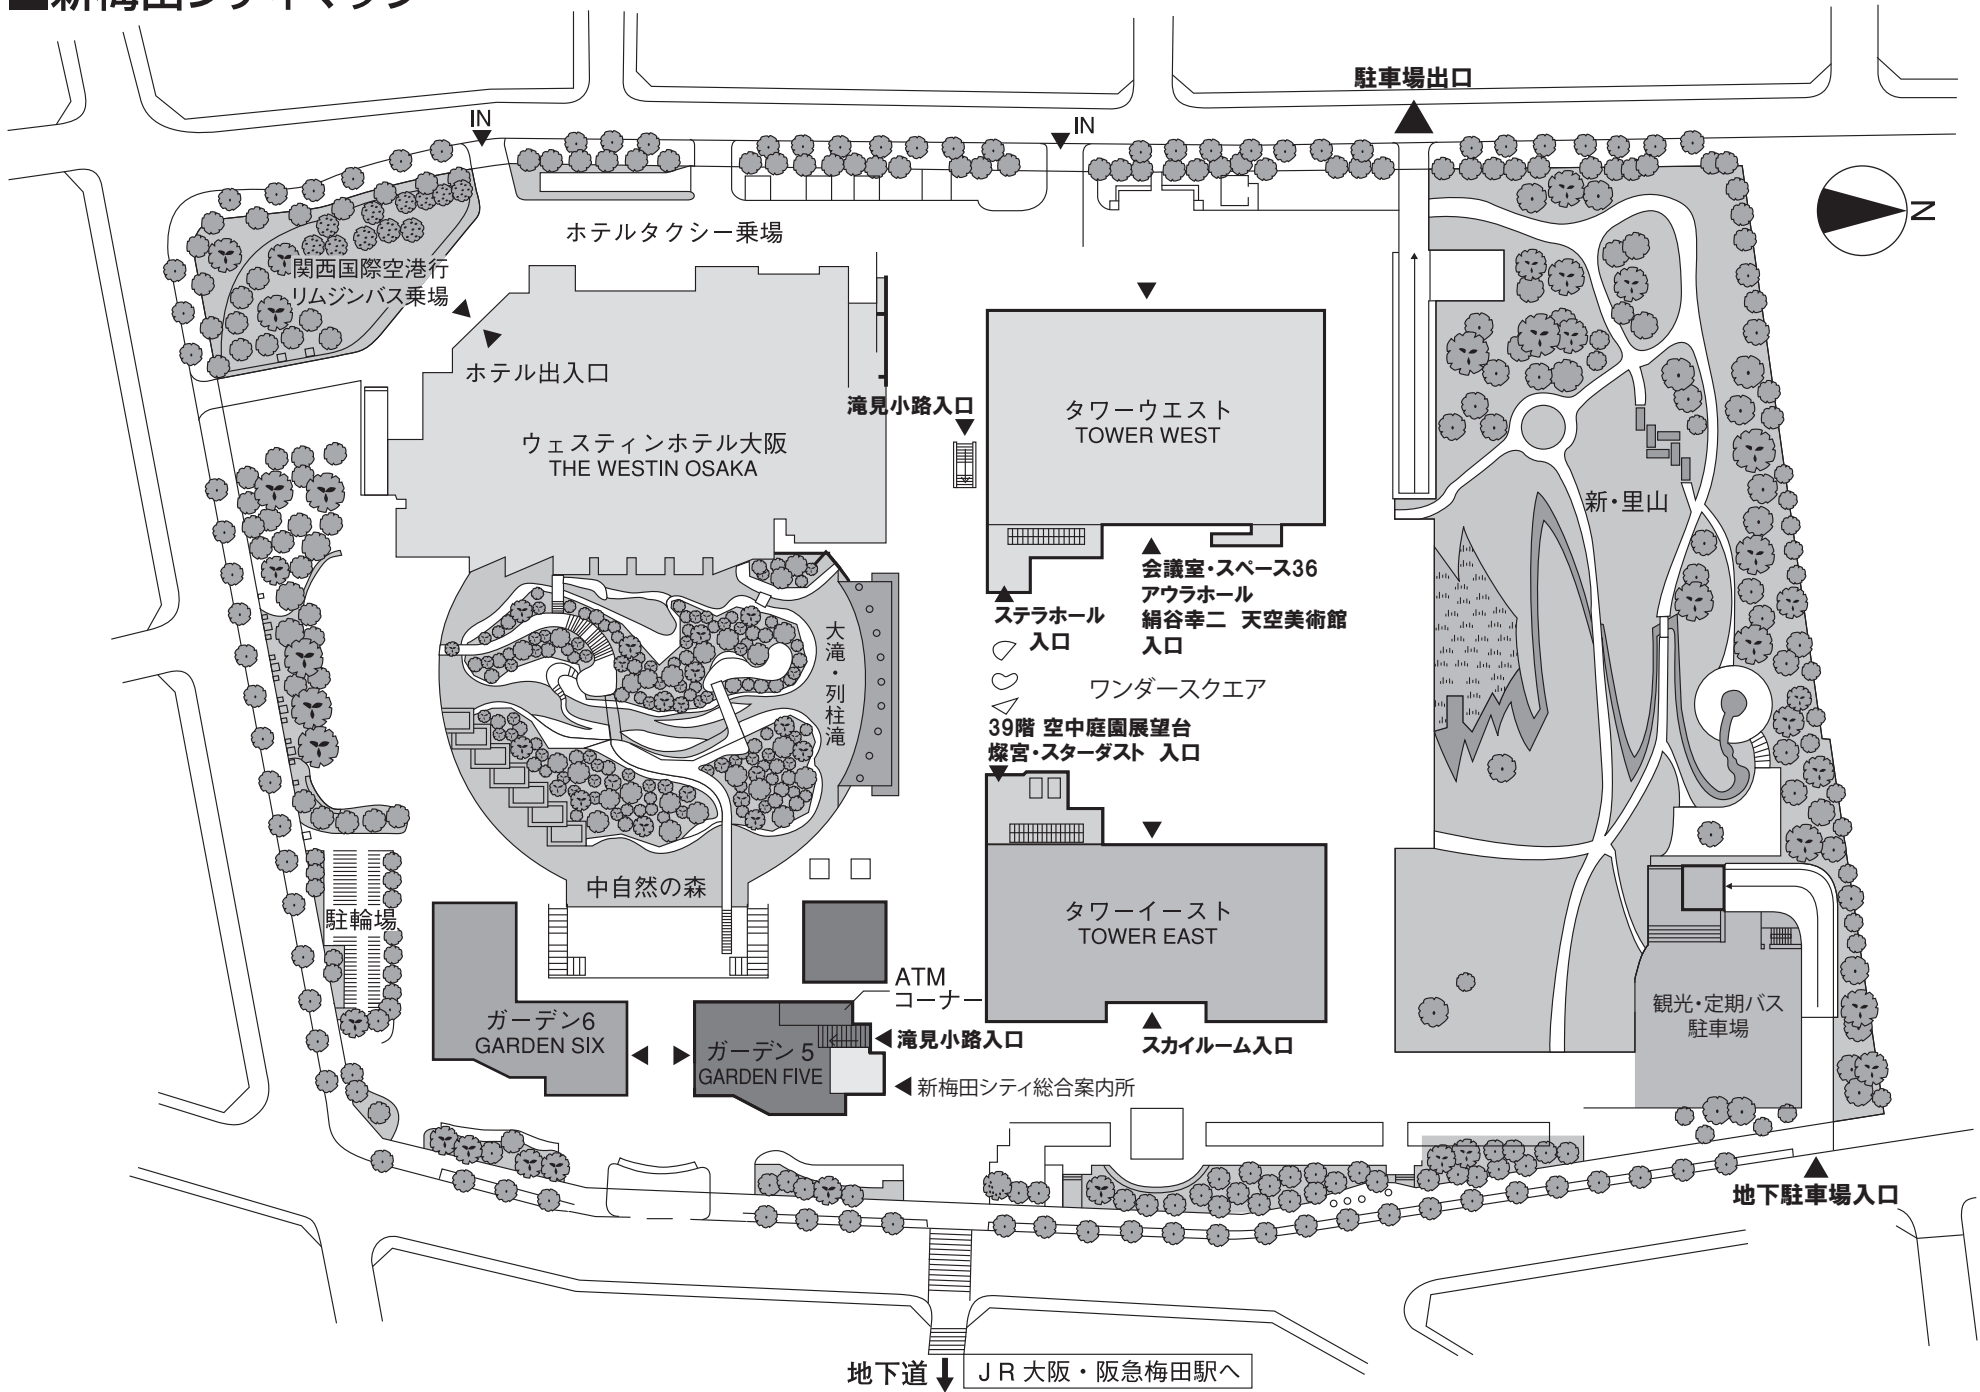 ■新梅田シティマップ
駐車場出口
IN
IN
N
ホテルタクシー乗場
関西国際空港行
リムジンバス乗場
ホテル出入口
滝見小路入口
ウェスティンホテル大阪
THE WESTIN OSAKA
タワーウエスト
TOWER WEST
新・里山
会議室・スペース36
アウラホール
絹谷幸二 天空美術館
入口
ステラホール
入口
大滝・列柱滝
ワンダースクエア
39階 空中庭園展望台
燦宮・スターダスト 入口
中自然の森
駐輪場
タワーイースト
TOWER EAST
ATM
コーナー
ガーデン6
GARDEN SIX
ガーデン 5
GARDEN FIVE
滝見小路入口
スカイルーム入口
観光・定期バス
駐車場
新梅田シティ総合案内所
地下駐車場入口
地下道
JR 大阪・阪急梅田駅へ